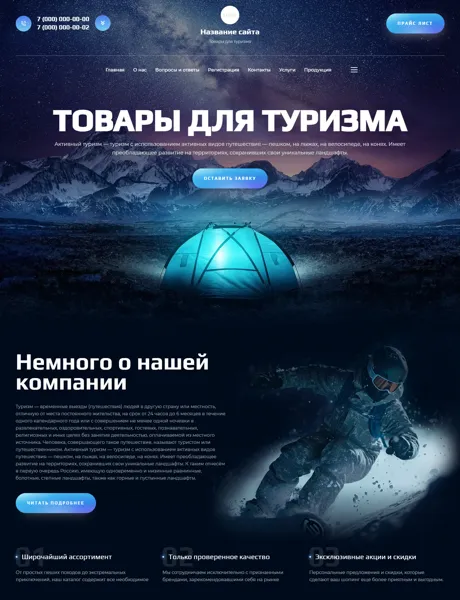 7 (000) 000-00-00
7 (000) 000-00-02
Название сайта
Товары для туризма
ПРАЙС ЛИСТ
Главная О нас Вопросы и ответы Регистрация Контакты Услуги Продукция
ТОВАРЫ ДЛЯ ТУРИЗМА
Активный туризм — туризм с использованием активных видов путешествия — пешком, на лыжах, на велосипеде, на конях. Имеет
преобладающее развитие на территориях, сохранивших свои уникальные ландшафты.
ОСТАВИТЬ ЗАЯВКУ
Немного о нашей
компании
Туризм — временные выезды (путешествия) людей в другую страну или местность,
отличную от места постоянного жительства, на срок от 24 часов до 6 месяцев в течение
одного календарного года или с совершением не менее одной ночевки в
развлекательных, оздоровительных, спортивных, гостевых, познавательных,
религиозных и иных целях без занятия деятельностью, оплачиваемой из местного
источника. Человека, совершающего такое путешествие, называют туристом или
путешественником. Активный туризм — туризм с использованием активных видов
путешествия — пешком, на лыжах, на велосипеде, на конях. Имеет преобладающее
развитие на территориях, сохранивших свои уникальные ландшафты. К таким относим
в первую очередь Россию, имеющую одновременно и низинные равнинные,
болотные, степные ландшафты, также как горные и пустынные ландшафты.
ЧИТАТЬ ПОДРОБНЕЕ
01 02 03
Широчайший ассортимент Только проверенное качество Эксклюзивные акции и скидки
От простых пеших походов до экстремальных Мы сотрудничаем исключительно с признанными Персональные предложения и скидки, которые
приключений, наш каталог содержит все необходимое брендами, зарекомендовавшими себя на рынке сделают ваш шопинг еще более приятным и выгодным